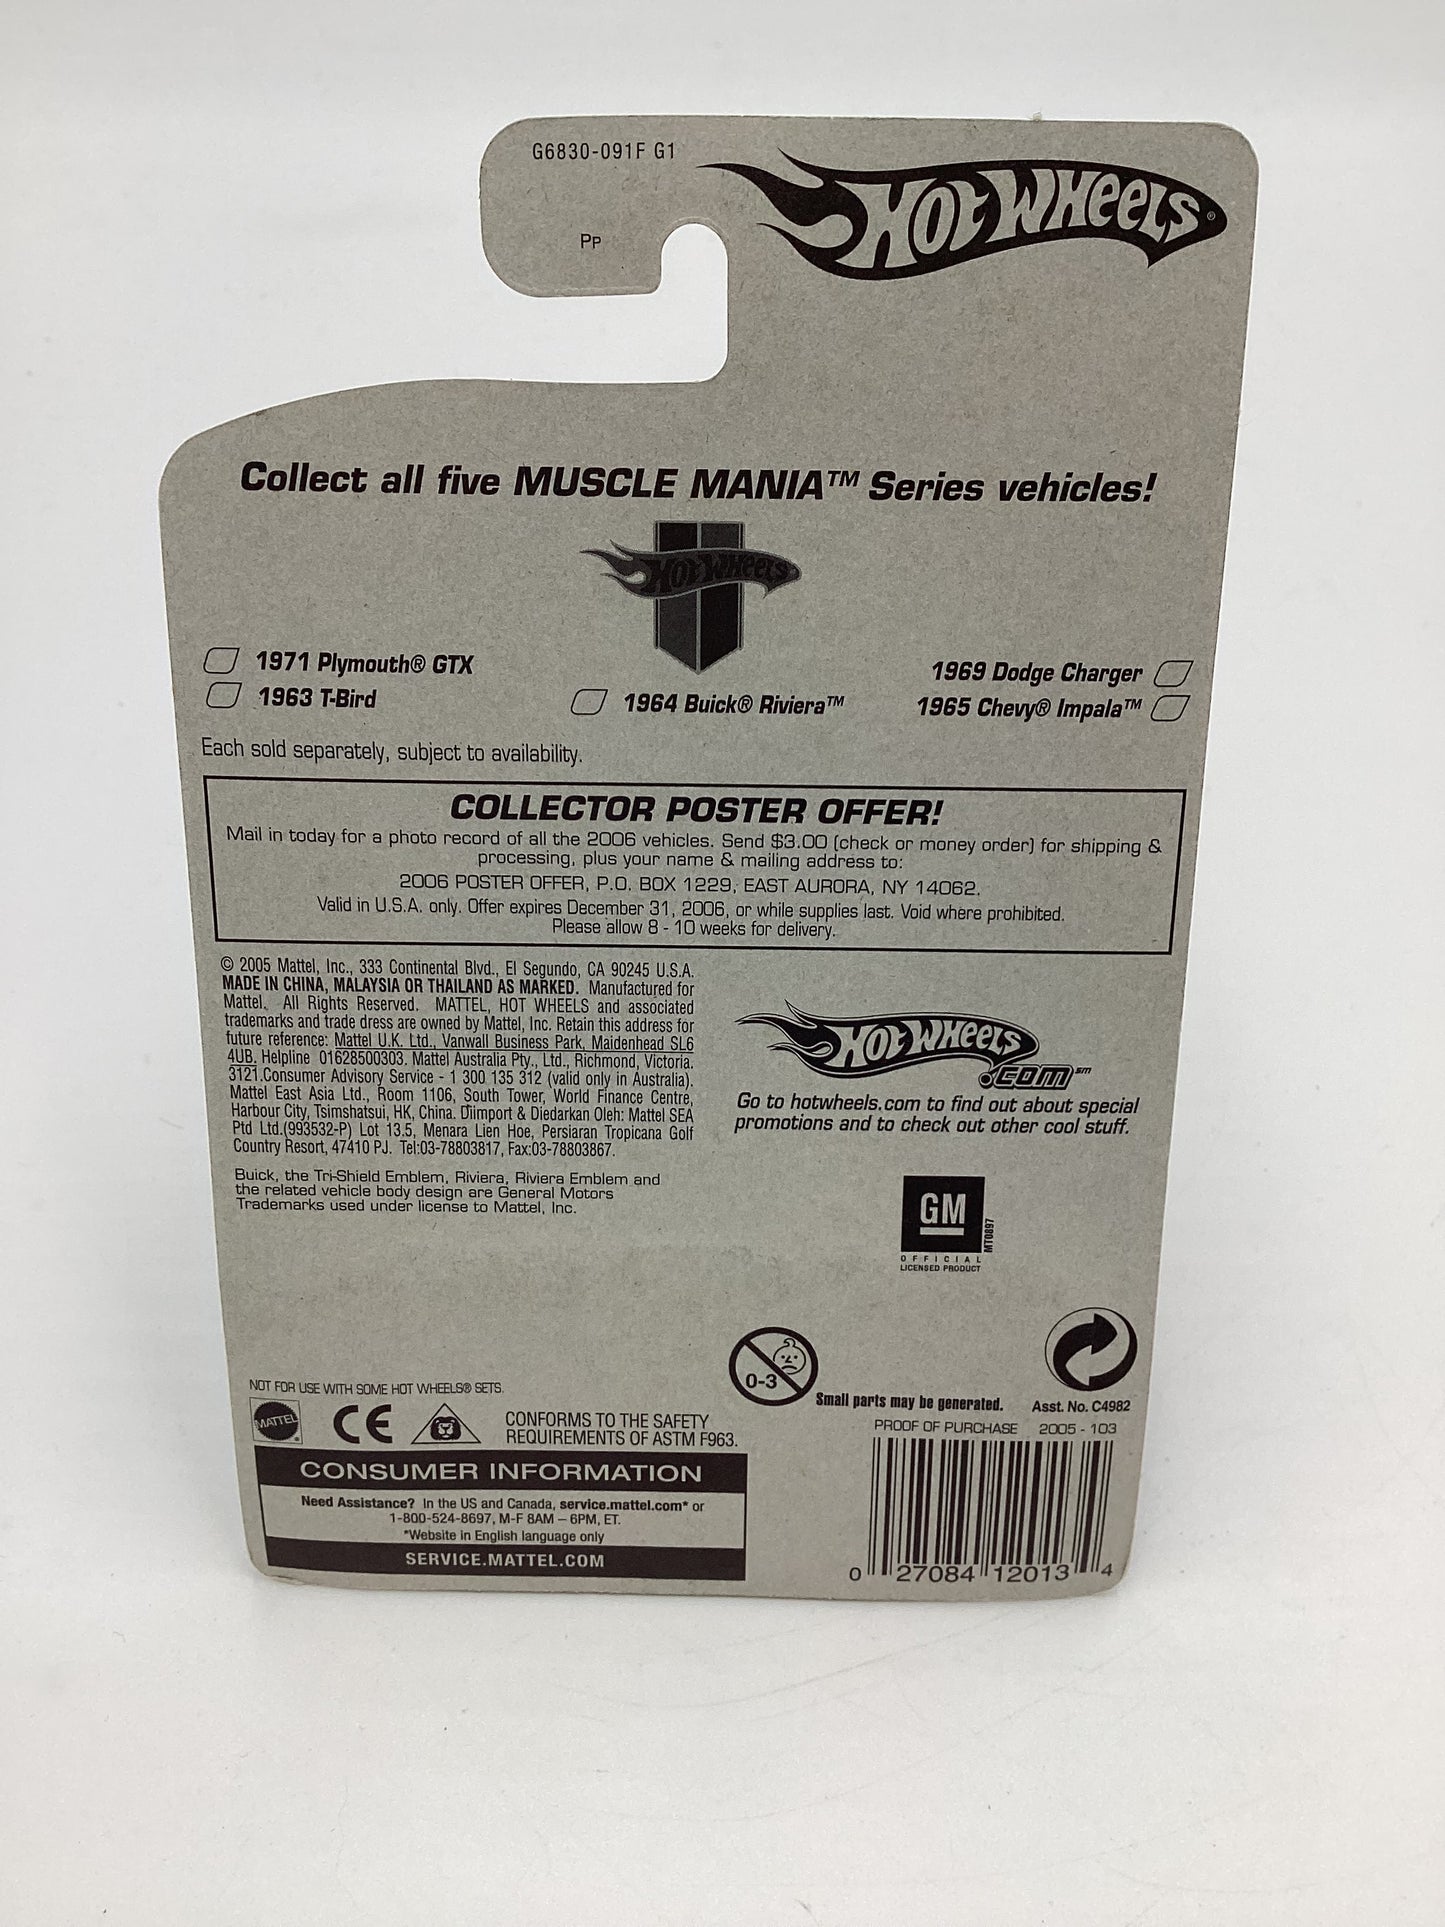 G6830-091F G1
HOT WHEELS®
PP
Collect all five MUSCLE MANIA™ Series vehicles!
HOT WHEELS
1971 Plymouth® GTX
1963 T-Bird
1964 Buick® Riviera™
1969 Dodge Charger
1965 Chevy® Impala™
Each sold separately, subject to availability.
COLLECTOR POSTER OFFER!
Mail in today for a photo record of all the 2006 vehicles. Send $3.00 (check or money order) for shipping &
processing, plus your name & mailing address to:
2006 POSTER OFFER, P.O. BOX 1229, EAST AURORA, NY 14062.
Valid in U.S.A. only. Offer expires December 31, 2006, or while supplies last. Void where prohibited.
Please allow 8 - 10 weeks for delivery.
© 2005 Mattel, Inc., 333 Continental Blvd., El Segundo, CA 90245 U.S.A.
MADE IN CHINA, MALAYSIA OR THAILAND AS MARKED. Manufactured for
Mattel. All Rights Reserved. MATTEL, HOT WHEELS and associated
trademarks and trade dress are owned by Mattel, Inc. Retain this address for
future reference: Mattel U.K. Ltd., Vanwall Business Park, Maidenhead SL6
4UB. Helpline 01628500303. Mattel Australia Pty., Ltd., Richmond, Victoria.
3121.Consumer Advisory Service - 1 300 135 312 (valid only in Australia).
Mattel East Asia Ltd., Room 1106, South Tower, World Finance Centre,
Harbour City, Tsimshatsui, HK, China. Diimport & Diedarkan Oleh: Mattel SEA
Ptd Ltd.(993532-P) Lot 13.5, Menara Lien Hoe, Persiaran Tropicana Golf
Country Resort, 47410 PJ. Tel:03-78803817, Fax:03-78803867.
Buick, the Tri-Shield Emblem, Riviera, Riviera Emblem and
the related vehicle body design are General Motors
Trademarks used under license to Mattel, Inc.
HOT WHEELS
.COM℠
Go to hotwheels.com to find out about special
promotions and to check out other cool stuff.
GM
MT0897
OFFICIAL
LICENSED PRODUCT
0-3
Small parts may be generated.
Asst. No. C4982
PROOF OF PURCHASE 2005 - 103
0 27084 12013 4
NOT FOR USE WITH SOME HOT WHEELS® SETS.
MATTEL®
CE
CONFORMS TO THE SAFETY
REQUIREMENTS OF ASTM F963.
CONSUMER INFORMATION
Need Assistance? In the US and Canada, service.mattel.com* or
1-800-524-8697, M-F 8AM – 6PM, ET.
*Website in English language only
SERVICE.MATTEL.COM